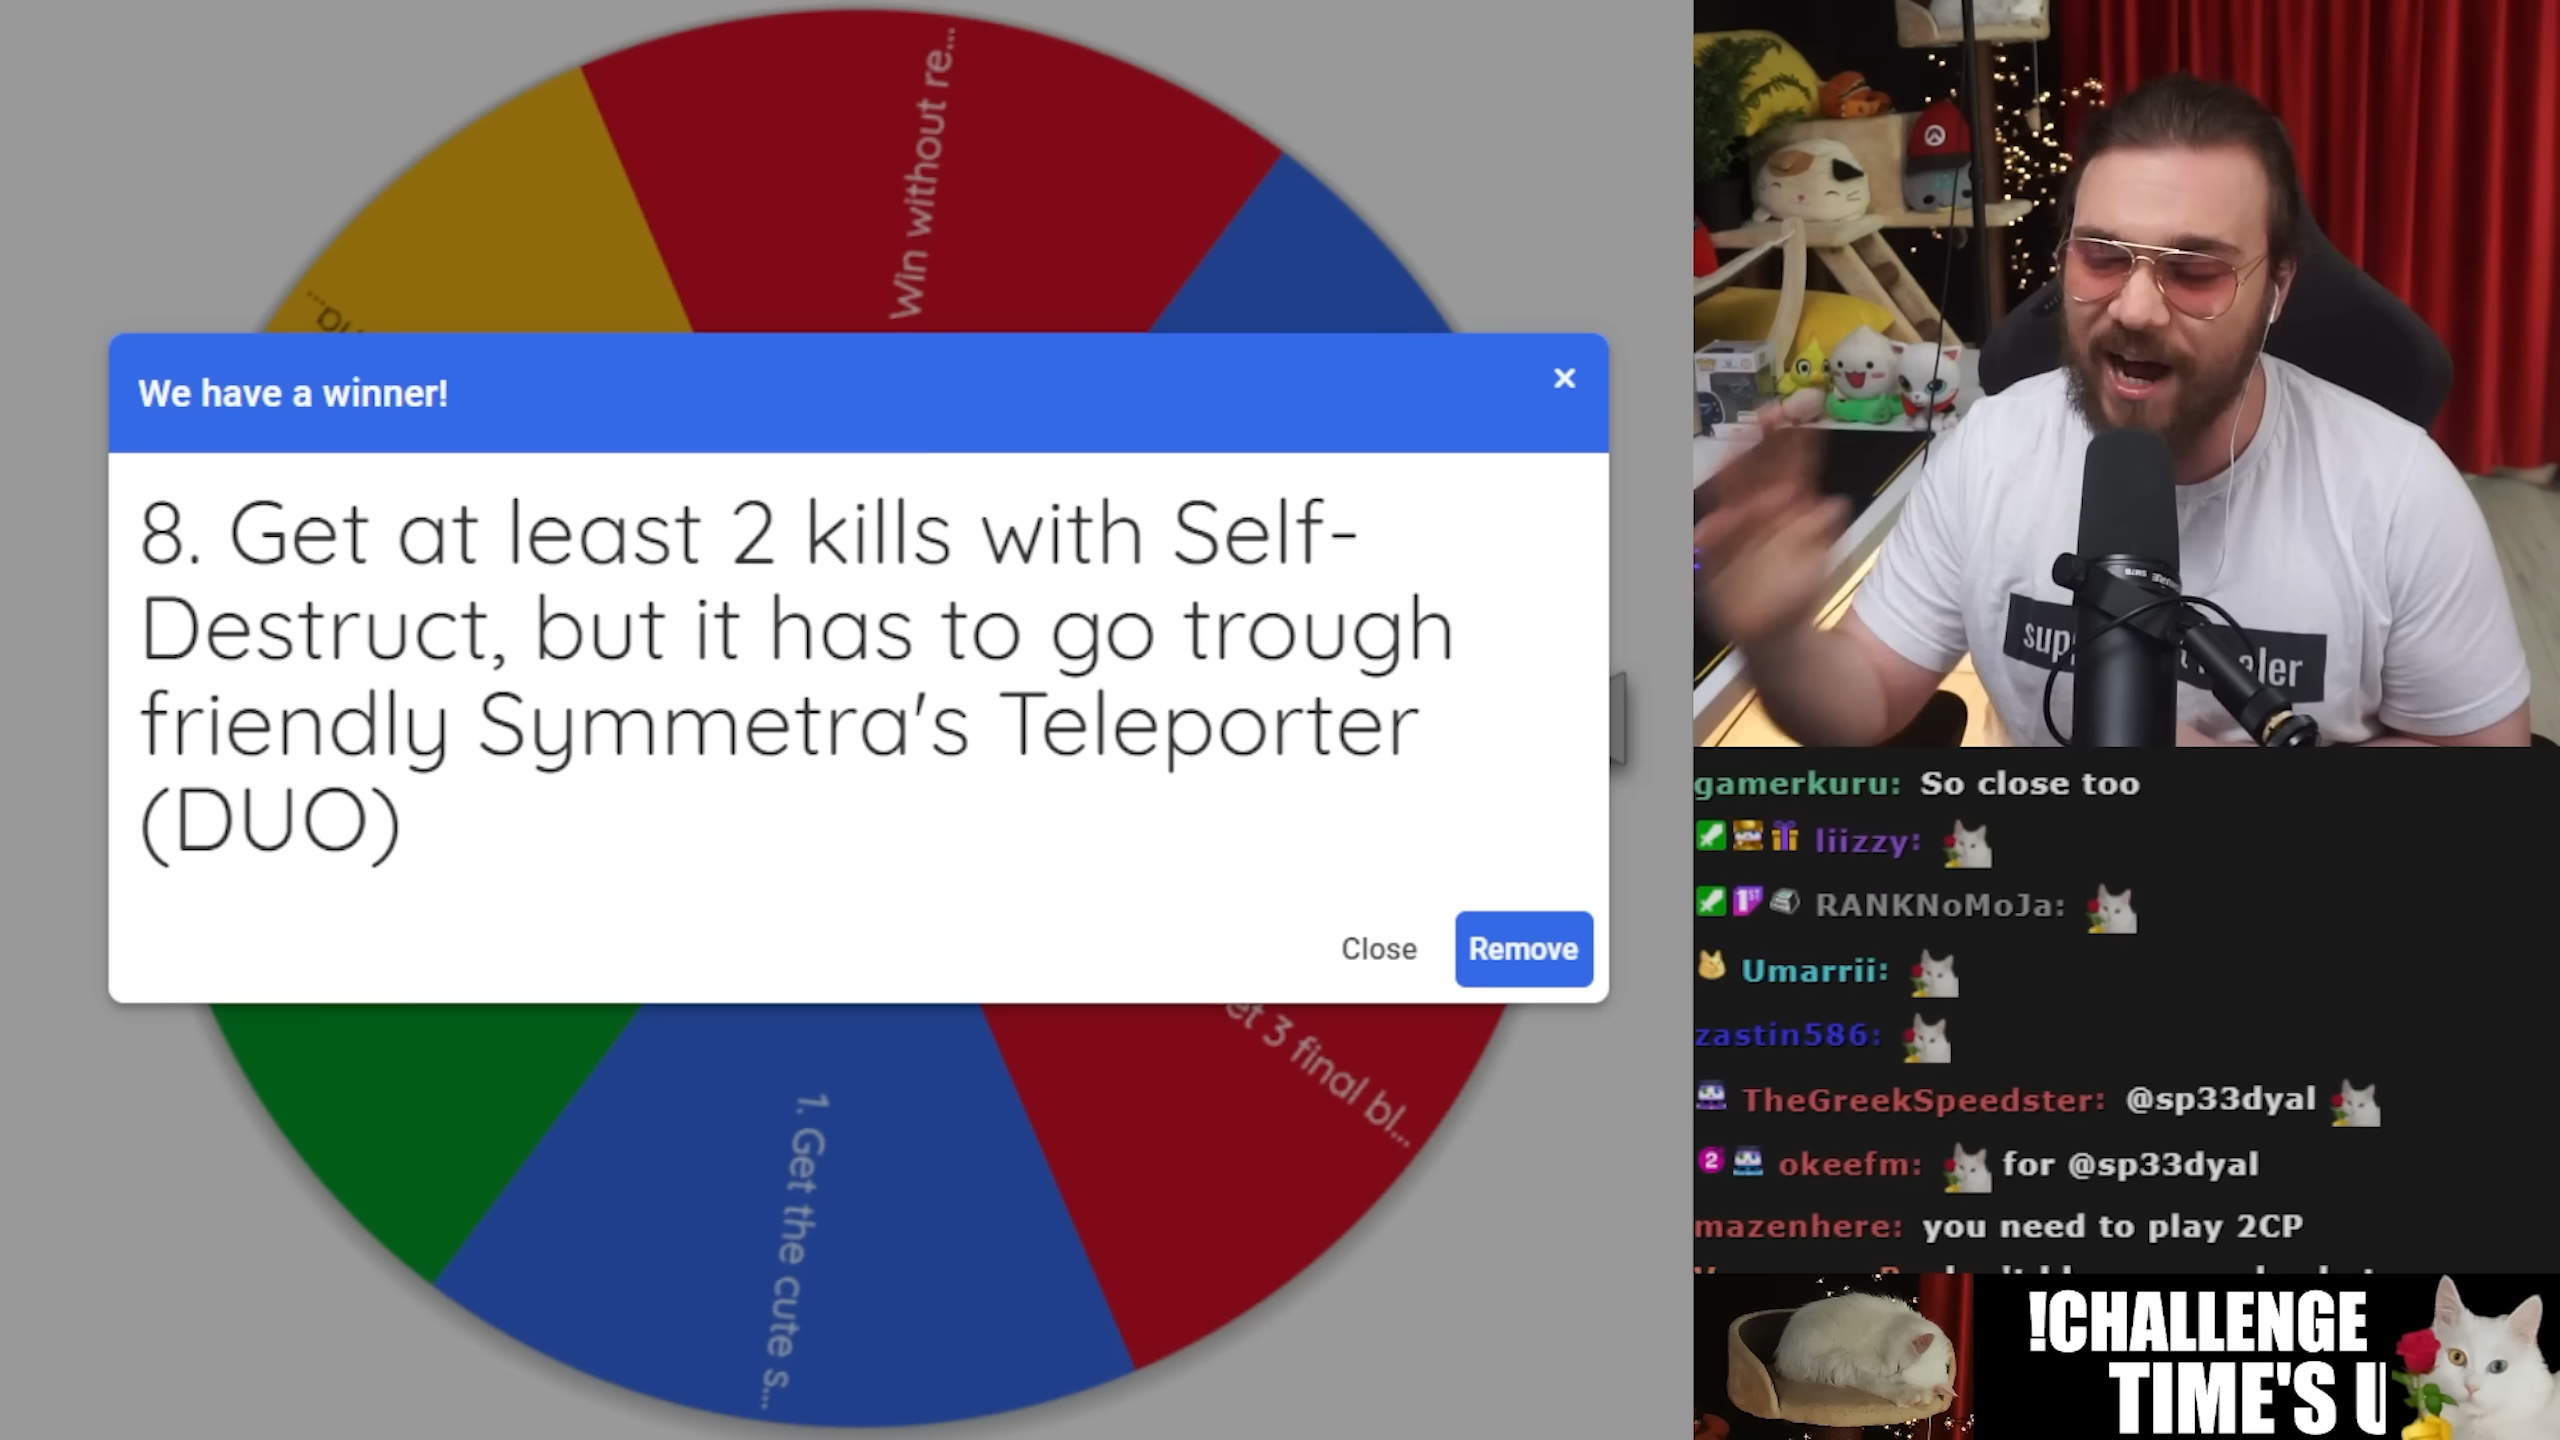 Win without re...
We have a winner!
8. Get at least 2 kills with Self-
Destruct, but it has to go trough
friendly Symmetra's Teleporter
(DUO)
Close
Remove
et 3 final bl...
1. Get the cute s...
gamerkuru: So close too
liizzy:
RANKNoMoJa:
Umarrii:
zastin586:
TheGreekSpeedster: @sp33dyal
okeefm: for @sp33dyal
mazenhere: you need to play 2CP
!CHALLENGE
TIME'S U